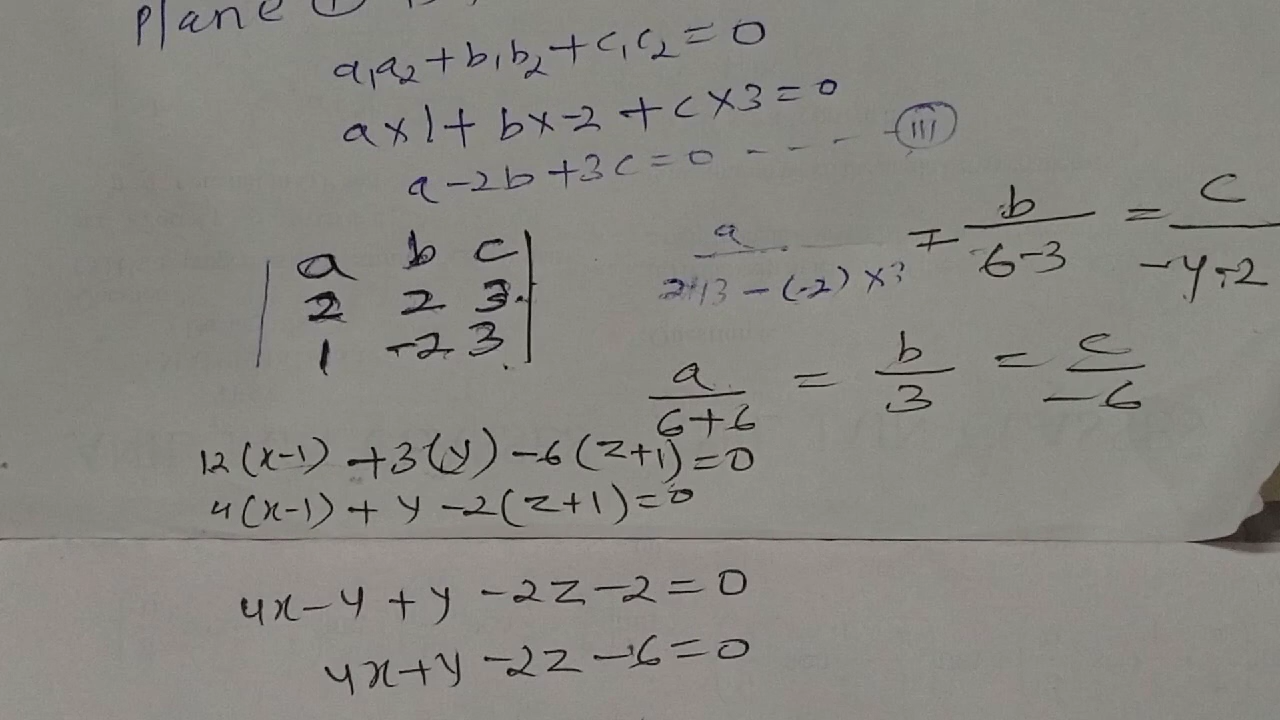 Plane ①
a₁a₂ + b₁b₂ + c₁c₂ = 0
a×1 + b×-2 + c×3 = 0
a - 2b + 3c = 0 - - - - (III)
| a b c |
| 2 2 3 |
| 1 -2 3 |
a/(2×3 - (-2)×3) = b/(6-3) = c/(-4-2)
a/(6+6) = b/3 = c/-6
12(x-1) + 3(y) - 6(z+1) = 0
4(x-1) + y - 2(z+1) = 0
4x - 4 + y - 2z - 2 = 0
4x + y - 2z - 6 = 0